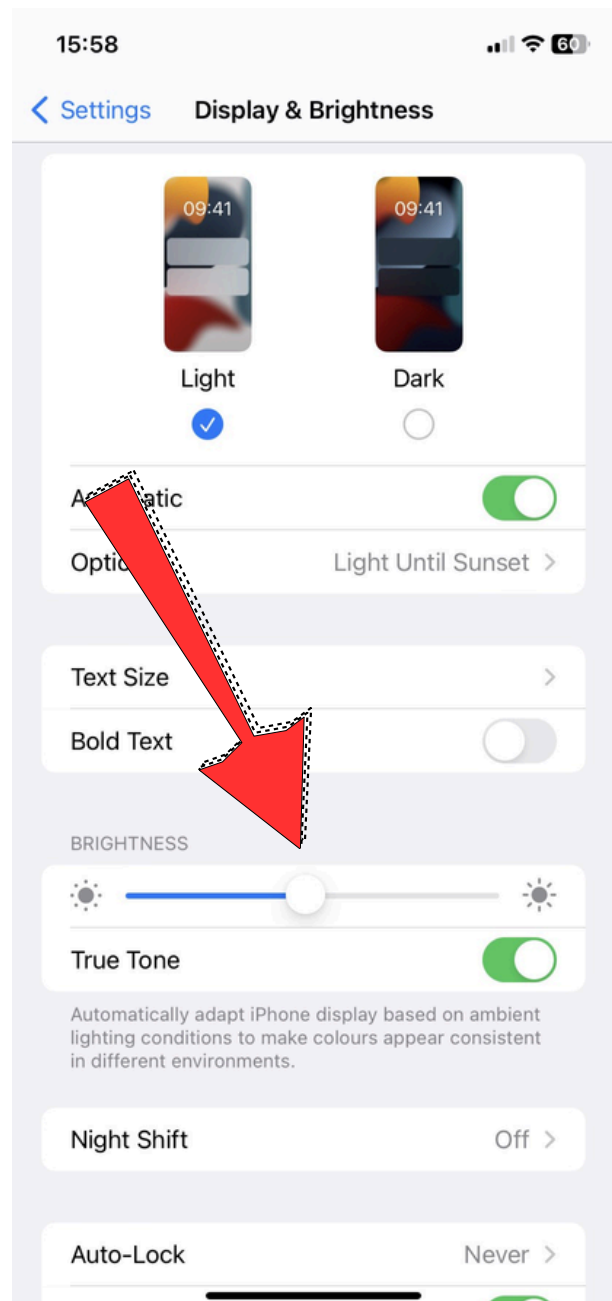 15:58
60
Settings
Display & Brightness
09:41
09:41
Light
Dark
Text Size
Light Until Sunset
Bold Text
BRIGHTNESS
True Tone
Automatically adapt iPhone display based on ambient
lighting conditions to make colours appear consistent
in different environments.
Night Shift
Off
Auto-Lock
Never